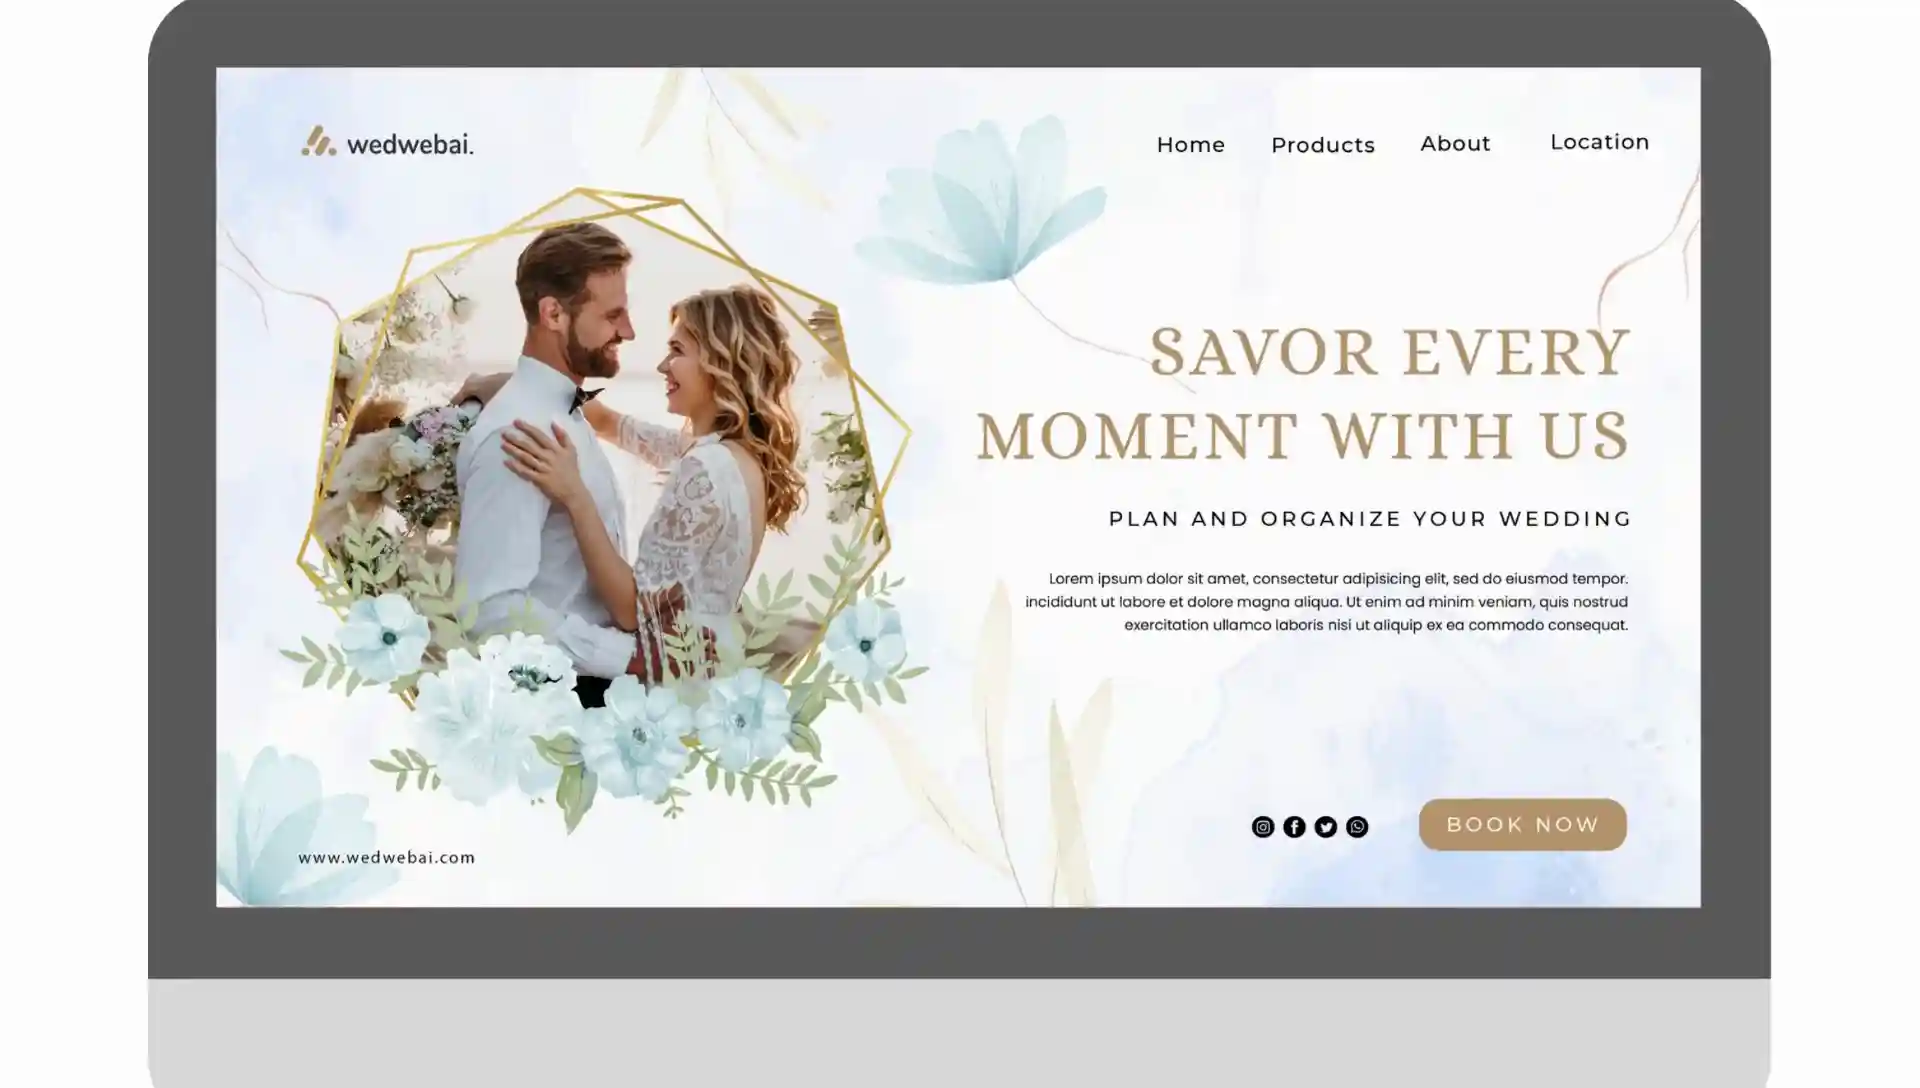 wedwebai.
Home Products About Location
SAVOR EVERY
MOMENT WITH US
PLAN AND ORGANIZE YOUR WEDDING
Lorem ipsum dolor sit amet, consectetur adipisicing elit, sed do eiusmod tempor.
incididunt ut labore et dolore magna aliqua. Ut enim ad minim veniam, quis nostrud
exercitation ullamco laboris nisi ut aliquip ex ea commodo consequat.
BOOK NOW
www.wedwebai.com